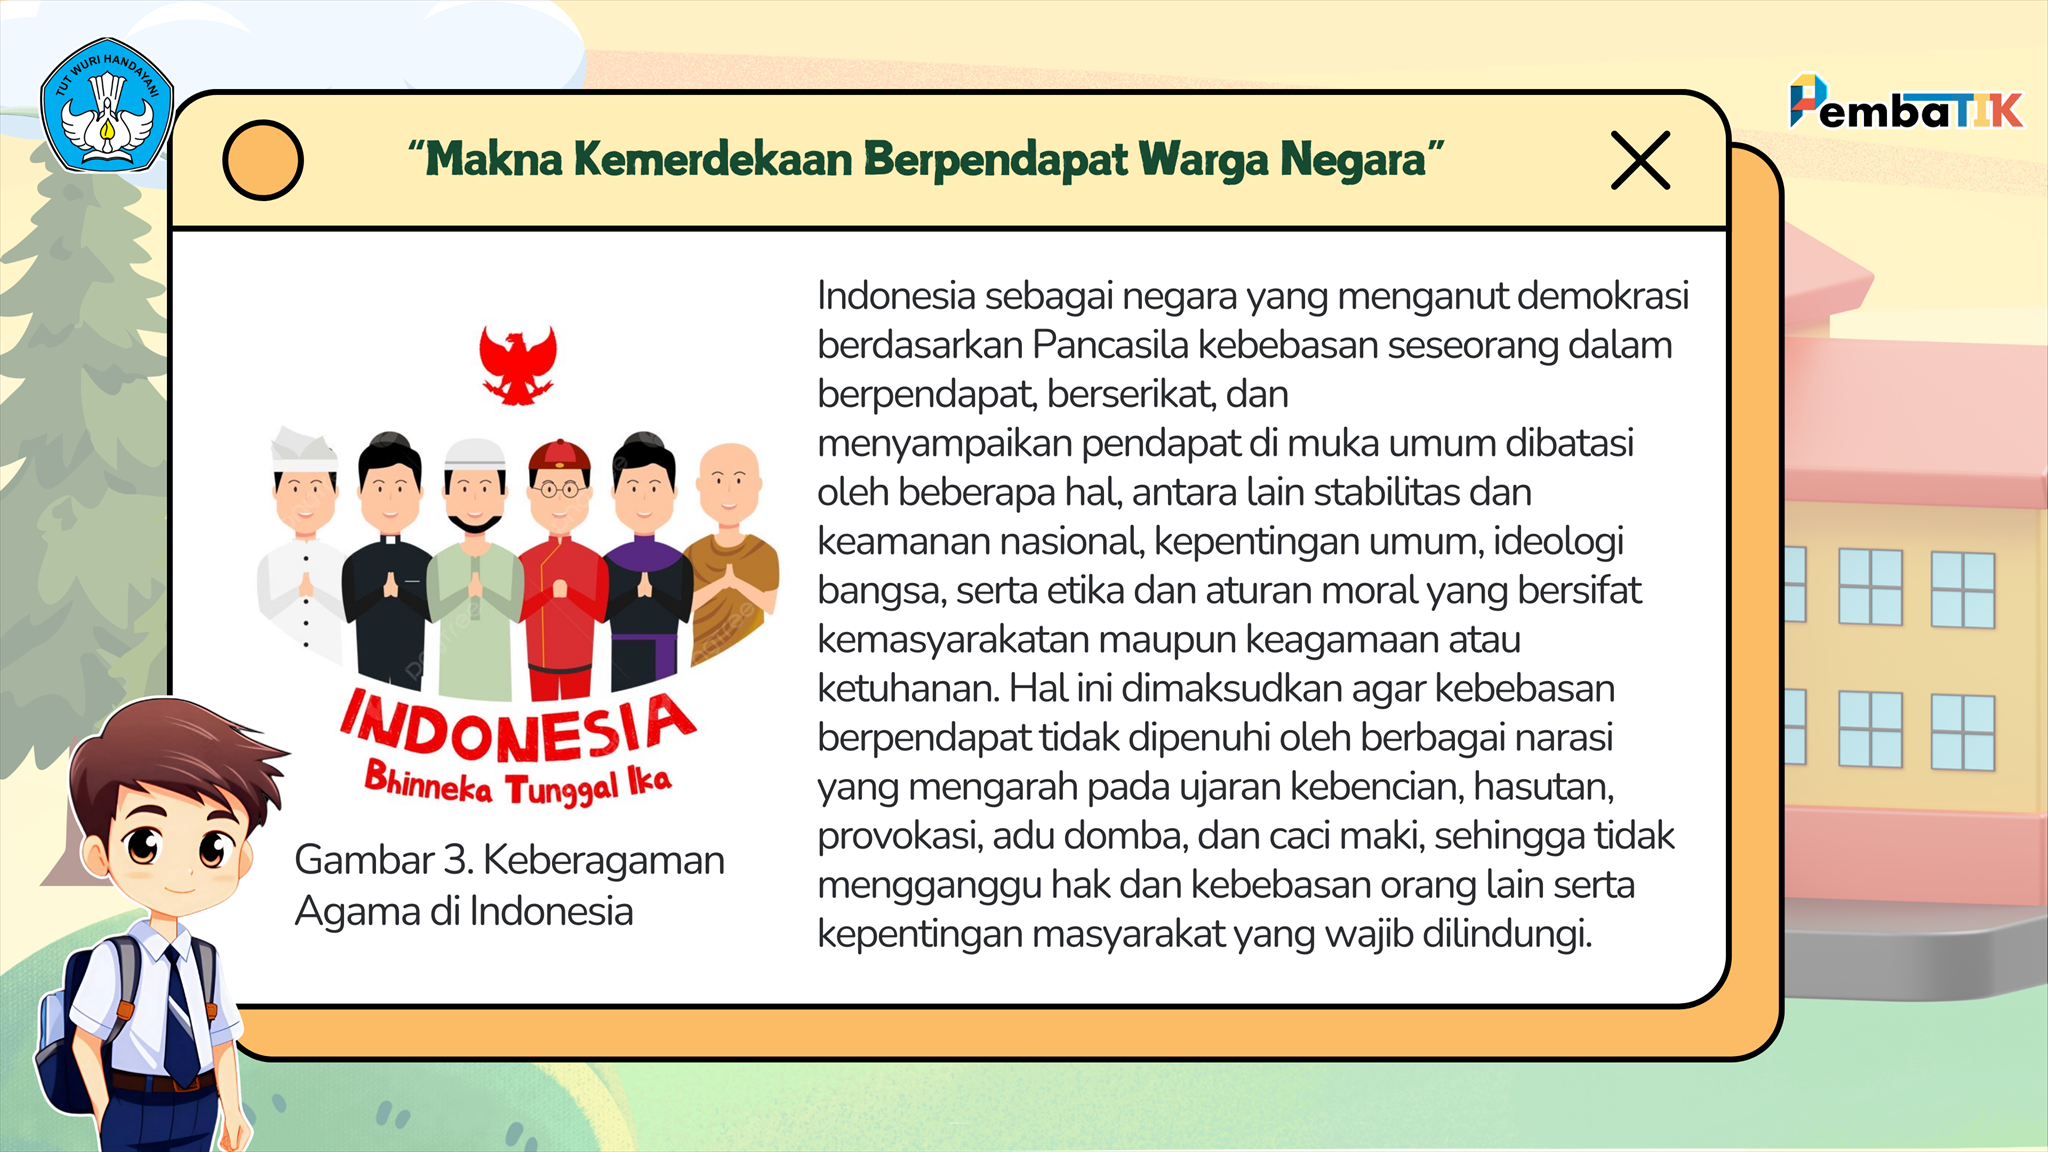 TUT WURI HANDAYANI
PembaTIK
“Makna Kemerdekaan Berpendapat Warga Negara”
Indonesia sebagai negara yang menganut demokrasi
berdasarkan Pancasila kebebasan seseorang dalam
berpendapat, berserikat, dan
menyampaikan pendapat di muka umum dibatasi
oleh beberapa hal, antara lain stabilitas dan
keamanan nasional, kepentingan umum, ideologi
bangsa, serta etika dan aturan moral yang bersifat
kemasyarakatan maupun keagamaan atau
ketuhanan. Hal ini dimaksudkan agar kebebasan
berpendapat tidak dipenuhi oleh berbagai narasi
yang mengarah pada ujaran kebencian, hasutan,
provokasi, adu domba, dan caci maki, sehingga tidak
mengganggu hak dan kebebasan orang lain serta
kepentingan masyarakat yang wajib dilindungi.
INDONESIA
Bhinneka Tunggal Ika
Gambar 3. Keberagaman
Agama di Indonesia